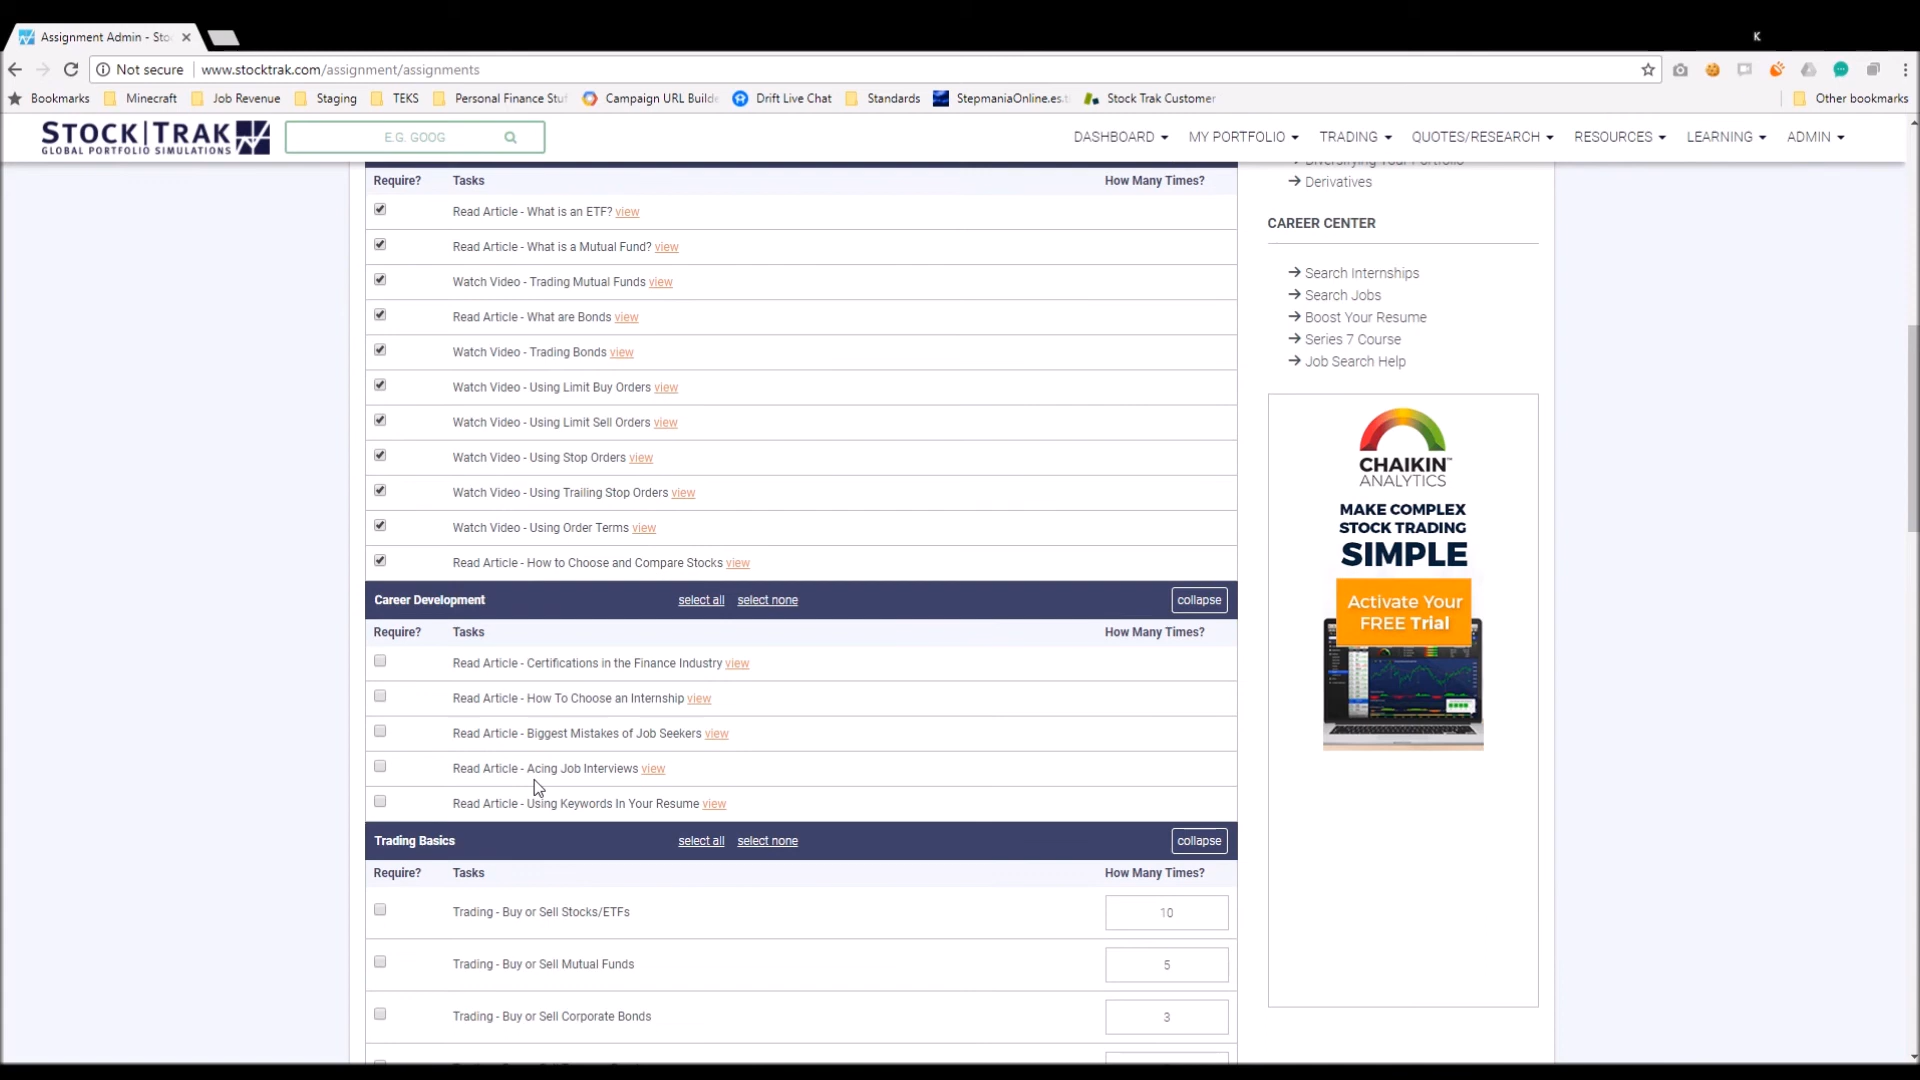 Assignment Admin - Sto
K
Not secure www.stocktrak.com/assignment/assignments
Bookmarks Minecraft Job Revenue Staging TEKS Personal Finance Stuf Campaign URL Builde Drift Live Chat Standards StepmaniaOnline.es.t Stock Trak Customer Other bookmarks
STOCK|TRAK
GLOBAL PORTFOLIO SIMULATIONS
E.G. GOOG
DASHBOARD MY PORTFOLIO TRADING QUOTES/RESEARCH RESOURCES LEARNING ADMIN
Require? Tasks How Many Times?
Read Article - What is an ETF? view
Read Article - What is a Mutual Fund? view
Watch Video - Trading Mutual Funds view
Read Article - What are Bonds view
Watch Video - Trading Bonds view
Watch Video - Using Limit Buy Orders view
Watch Video - Using Limit Sell Orders view
Watch Video - Using Stop Orders view
Watch Video - Using Trailing Stop Orders view
Watch Video - Using Order Terms view
Read Article - How to Choose and Compare Stocks view
Career Development select all select none collapse
Require? Tasks How Many Times?
Read Article - Certifications in the Finance Industry view
Read Article - How To Choose an Internship view
Read Article - Biggest Mistakes of Job Seekers view
Read Article - Acing Job Interviews view
Read Article - Using Keywords In Your Resume view
Trading Basics select all select none collapse
Require? Tasks How Many Times?
Trading - Buy or Sell Stocks/ETFs 10
Trading - Buy or Sell Mutual Funds 5
Trading - Buy or Sell Corporate Bonds 3
Diversifying Your Portfolio
Derivatives
CAREER CENTER
Search Internships
Search Jobs
Boost Your Resume
Series 7 Course
Job Search Help
CHAIKIN™
ANALYTICS
MAKE COMPLEX
STOCK TRADING
SIMPLE
Activate Your
FREE Trial